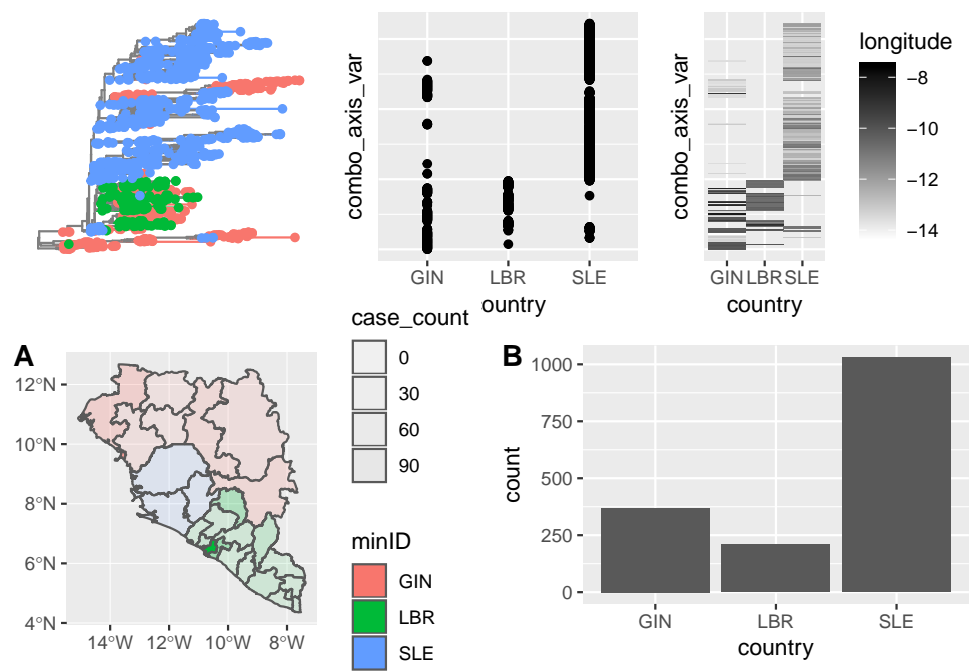 combo_axis_var
GIN
LBR
SLE
ountry
combo_axis_var
GIN
LBR
SLE
country
longitude
−8
−10
−12
−14
A
12°N
10°N
8°N
6°N
4°N
14°W
12°W
10°W
8°W
case_count
0
30
60
90
minID
GIN
LBR
SLE
B
count
1000
750
500
250
0
GIN
LBR
SLE
country